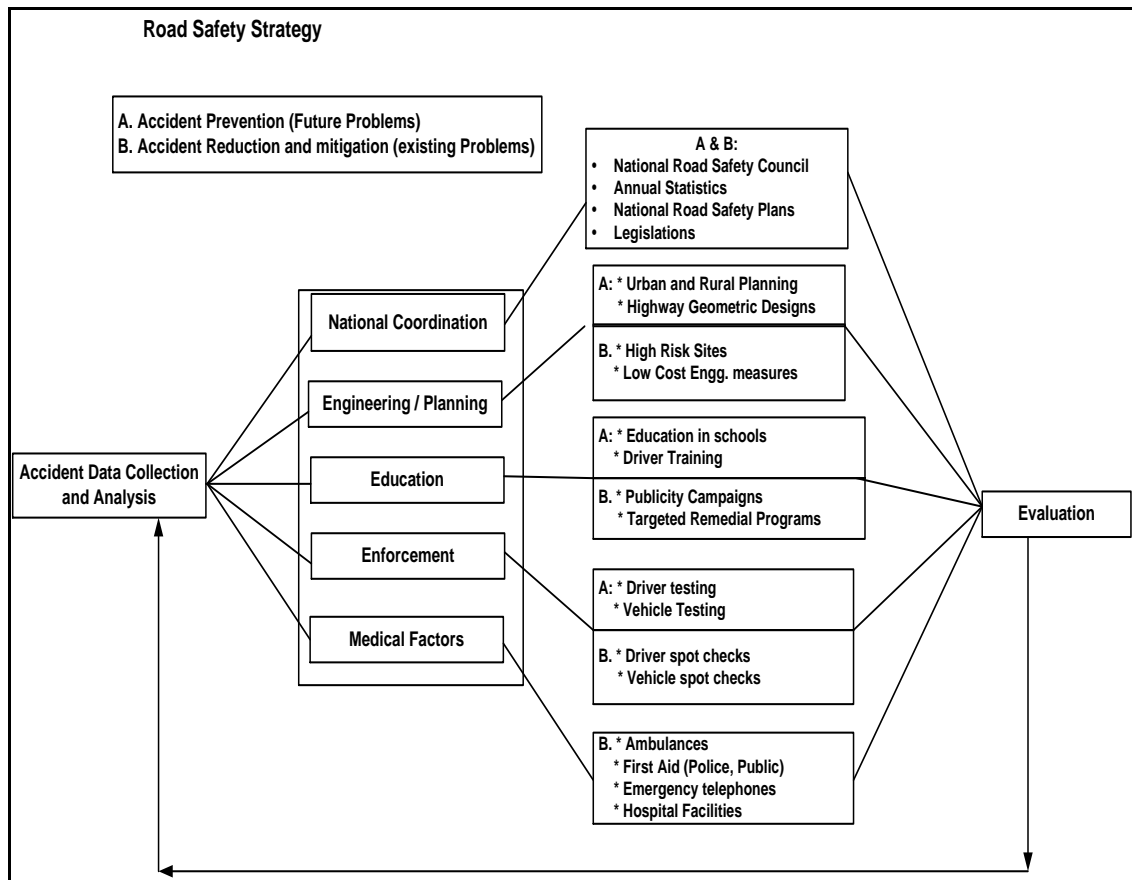 Road Safety Strategy
A. Accident Prevention (Future Problems)
B. Accident Reduction and mitigation (existing Problems)
Accident Data Collection
and Analysis
National Coordination
Engineering / Planning
Education
Enforcement
Medical Factors
A & B:
• National Road Safety Council
• Annual Statistics
• National Road Safety Plans
• Legislations
A: * Urban and Rural Planning
* Highway Geometric Designs
B. * High Risk Sites
* Low Cost Engg. measures
A: * Education in schools
* Driver Training
B. * Publicity Campaigns
* Targeted Remedial Programs
A: * Driver testing
* Vehicle Testing
B. * Driver spot checks
* Vehicle spot checks
B. * Ambulances
* First Aid (Police, Public)
* Emergency telephones
* Hospital Facilities
Evaluation